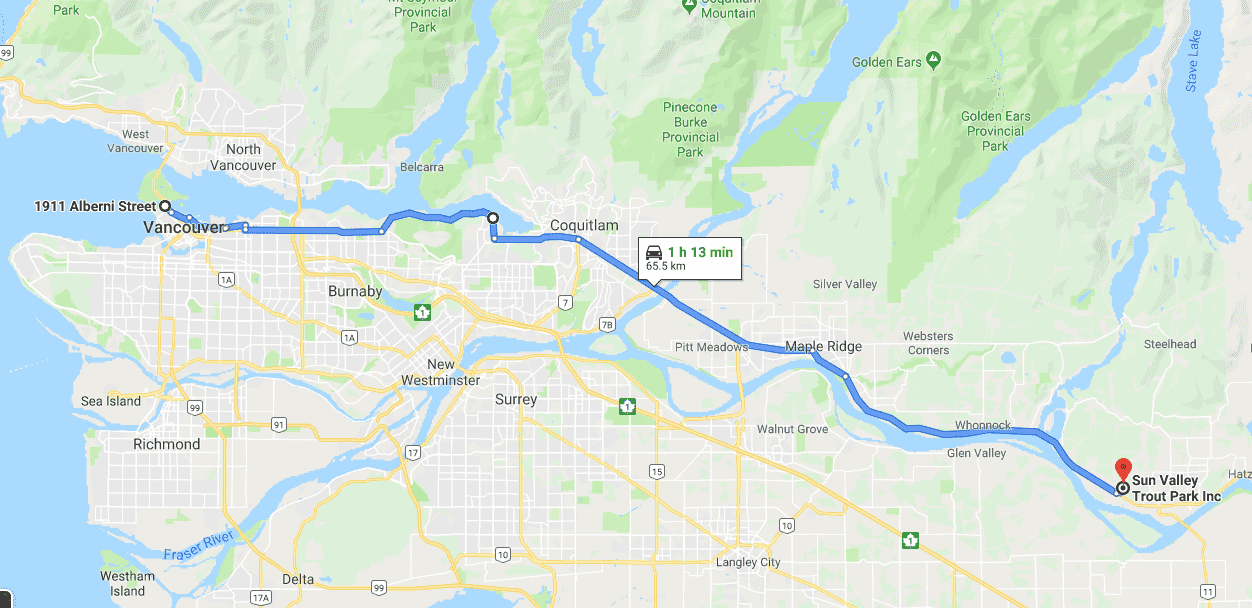 Park
Mt Seymour
Provincial
Park
Coquitlam
Mountain
99
Golden Ears
Stave Lake
Pinecone
Burke
Provincial
Park
Golden Ears
Provincial
Park
West
Vancouver
North
Vancouver
Belcarra
1911 Alberni Street
Vancouver
Coquitlam
1 h 13 min
65.5 km
1A
Burnaby
1
7
Silver Valley
7B
1A
Pitt Meadows
Maple Ridge
Websters
Corners
Steelhead
New
Westminster
Sea Island
99
Surrey
1
91
Richmond
Walnut Grove
Whonnock
17
Glen Valley
15
Sun Valley
Trout Park Inc
Hatz
10
Fraser River
1
10
Langley City
Westham
Island
Delta
99
17A
11